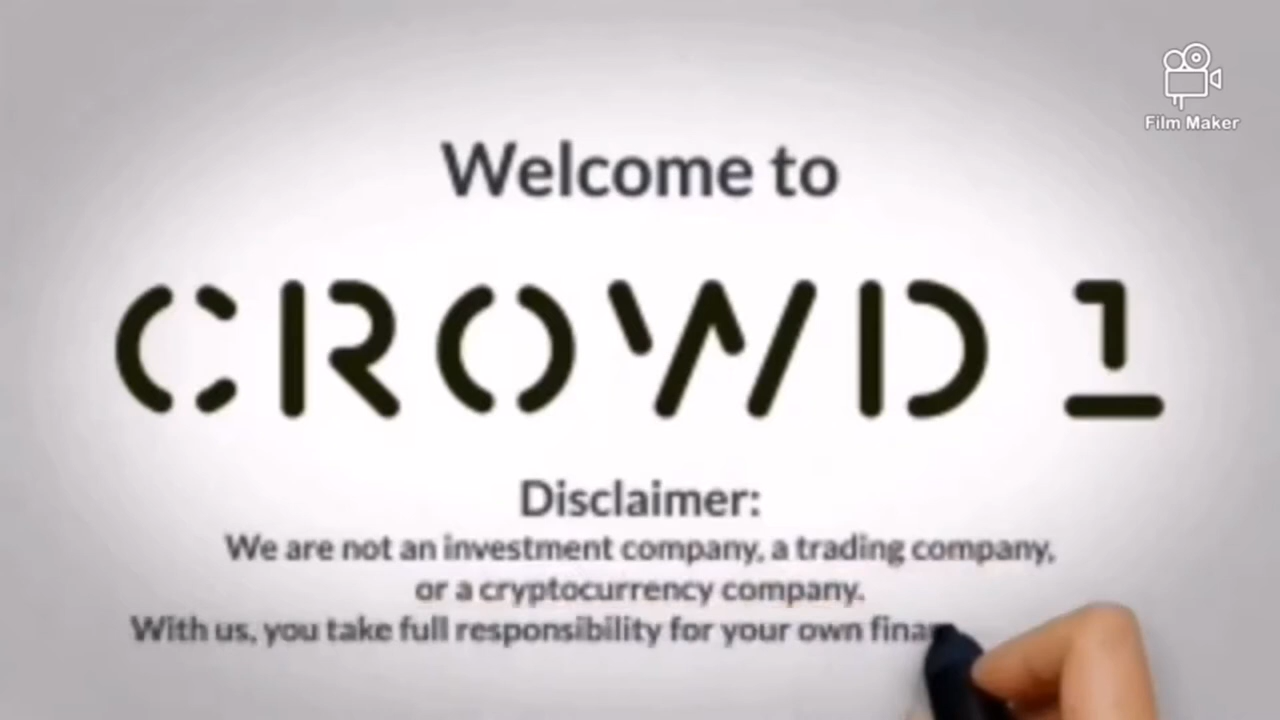 Film Maker
Welcome to
CROWD 1
Disclaimer:
We are not an investment company, a trading company,
or a cryptocurrency company.
With us, you take full responsibility for your own